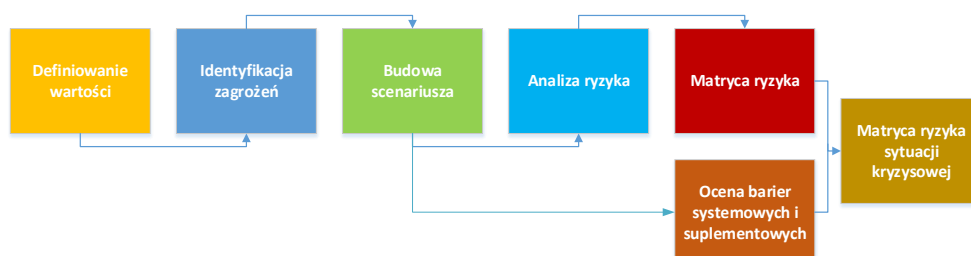 Definiowanie
wartości
Identyfikacja
zagrożeń
Budowa
scenariusza
Analiza ryzyka
Matryca ryzyka
Ocena barier
systemowych i
suplementowych
Matryca ryzyka
sytuacji
kryzysowej